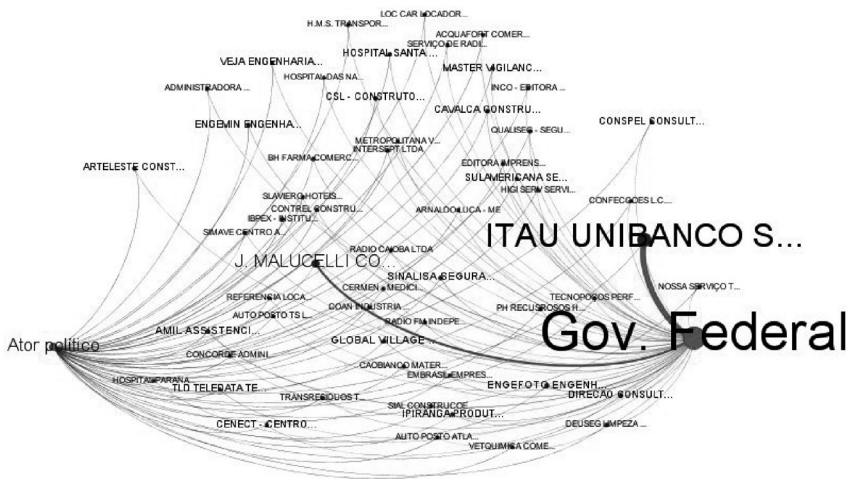 LOC CAR LOCADOR...
H.M.S. TRANSPOR...
ACQUAFORT COMER...
SERVIÇO DE RADI...
HOSPITAL SANTA ...
VEJA ENGENHARIA...
MASTER VIGILANC...
HOSPITAL DAS NA...
ADMINISTRADORA ...
INCO - EDITORA ...
CSL - CONSTRUTO...
CAVALCA CONSTRU...
CONSPEL CONSULT...
ENGEMIN ENGENHA...
QUALISEG - SEGU...
METROPOLITANA V...
INTERSEPT LTDA
BH FARMA COMERC...
EDITORA IMPRENS...
ARTELESTE CONST...
SULAMERICANA SE...
HIGI SERV SERVI...
SLAVIERO HOTEIS...
CONFECCOES L.C....
CONTREL CONSTRU...
ARNALDO LUCA - ME
IBPEX - INSTITU...
SIMAVE CENTRO A...
ITAU UNIBANCO S...
RADIO CAIOBA LTDA
J. MALUCELLI CO...
SINALISA SEGURA...
CERMEN - MEDICI...
NOSSA SERVIÇO T...
REFERENCIA LOCA...
TECNOPOCOS PERF...
COAN INDUSTRIA ...
PH RECUSROSOS H...
AUTO POSTO TS L...
RADIO FM INDEPE...
AMIL ASSISTENCI...
Gov. Federal
GLOBAL VILLAGE ...
Ator político
CONCORDE ADMINI...
CAOBIANCO MATER...
EMBRASIL EMPRES...
HOSPITAL PARANA...
TLD TELEDATA TE...
ENGEFOTO ENGENH...
DIRECAO CONSULT...
TRANSRESIDUOS T...
SIAL CONSTRUCOE...
IPIRANGA PRODUT...
CENECT - CENTRO...
DEUSEG LIMPEZA ...
AUTO POSTO ATLA...
VETQUIMICA COME...